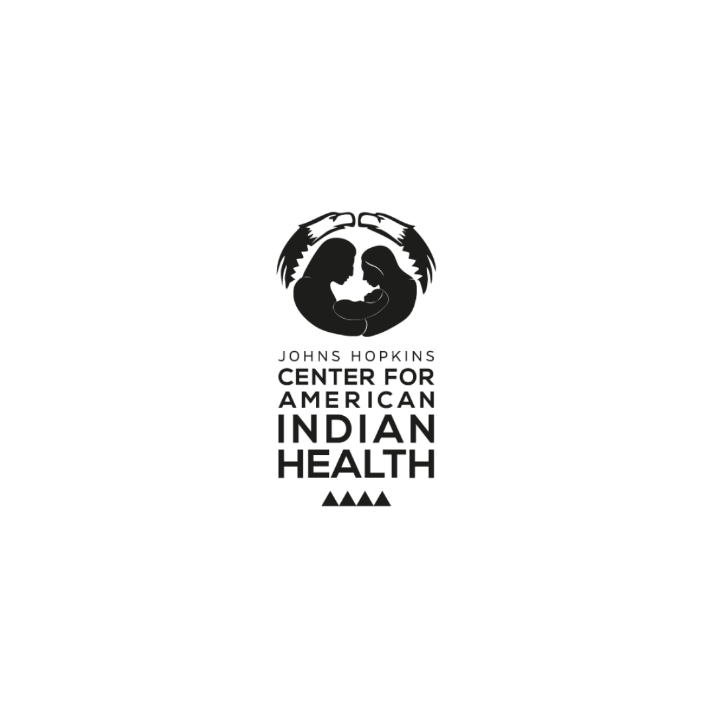 JOHNS HOPKINS
CENTER FOR
AMERICAN
INDIAN
HEALTH